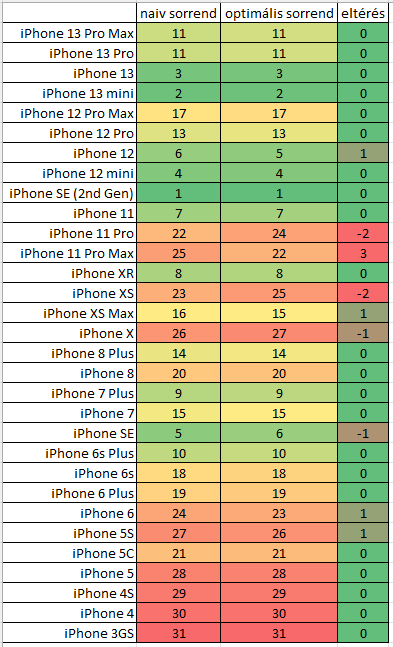 naiv sorrend optimális sorrend eltérés
iPhone 13 Pro Max 11 11 0
iPhone 13 Pro 11 11 0
iPhone 13 3 3 0
iPhone 13 mini 2 2 0
iPhone 12 Pro Max 17 17 0
iPhone 12 Pro 13 13 0
iPhone 12 6 5 1
iPhone 12 mini 4 4 0
iPhone SE (2nd Gen) 1 1 0
iPhone 11 7 7 0
iPhone 11 Pro 22 24 -2
iPhone 11 Pro Max 25 22 3
iPhone XR 8 8 0
iPhone XS 23 25 -2
iPhone XS Max 16 15 1
iPhone X 26 27 -1
iPhone 8 Plus 14 14 0
iPhone 8 20 20 0
iPhone 7 Plus 9 9 0
iPhone 7 15 15 0
iPhone SE 5 6 -1
iPhone 6s Plus 10 10 0
iPhone 6s 18 18 0
iPhone 6 Plus 19 19 0
iPhone 6 24 23 1
iPhone 5S 27 26 1
iPhone 5C 21 21 0
iPhone 5 28 28 0
iPhone 4S 29 29 0
iPhone 4 30 30 0
iPhone 3GS 31 31 0